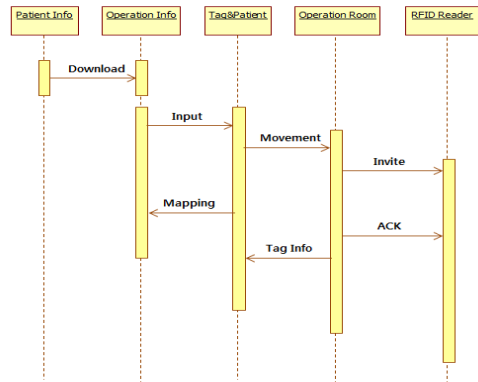 Patient Info
Operation Info
Tag&Patient
Operation Room
RFID Reader
Download
Input
Movement
Invite
Mapping
ACK
Tag Info